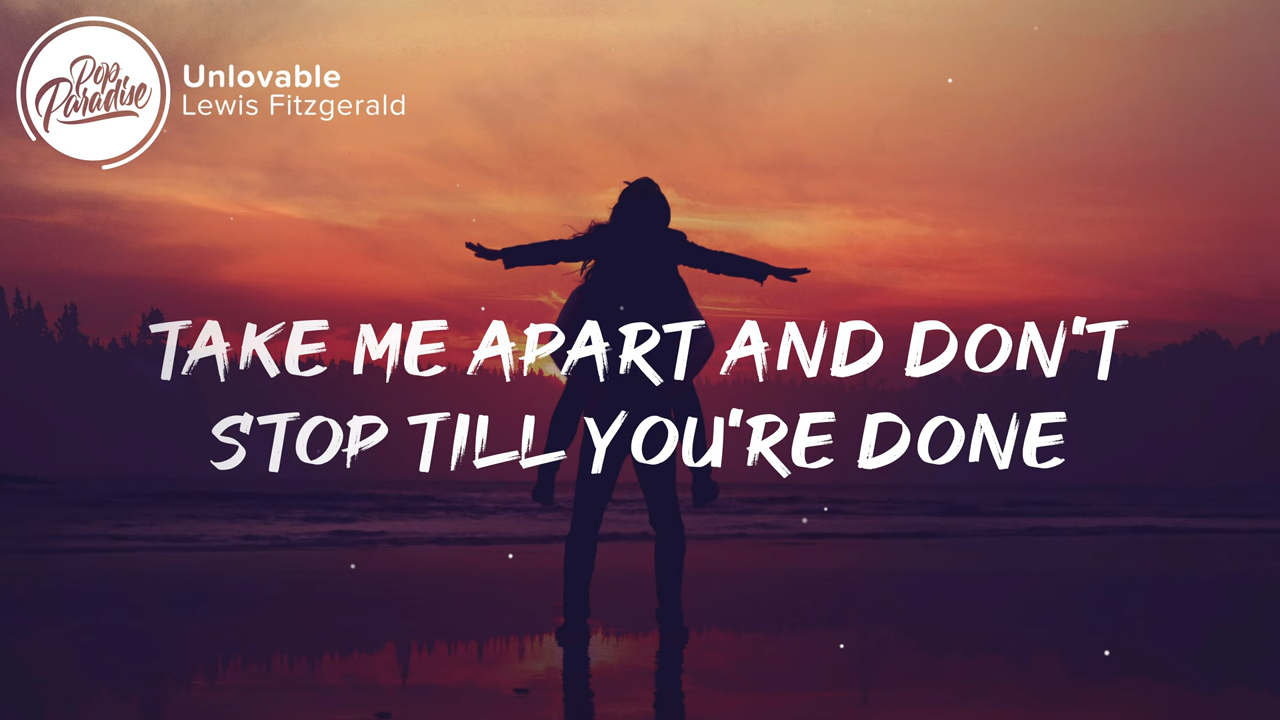 Pop
Paradise
Unlovable
Lewis Fitzgerald
TAKE ME APART AND DON'T
STOP TILL YOU'RE DONE